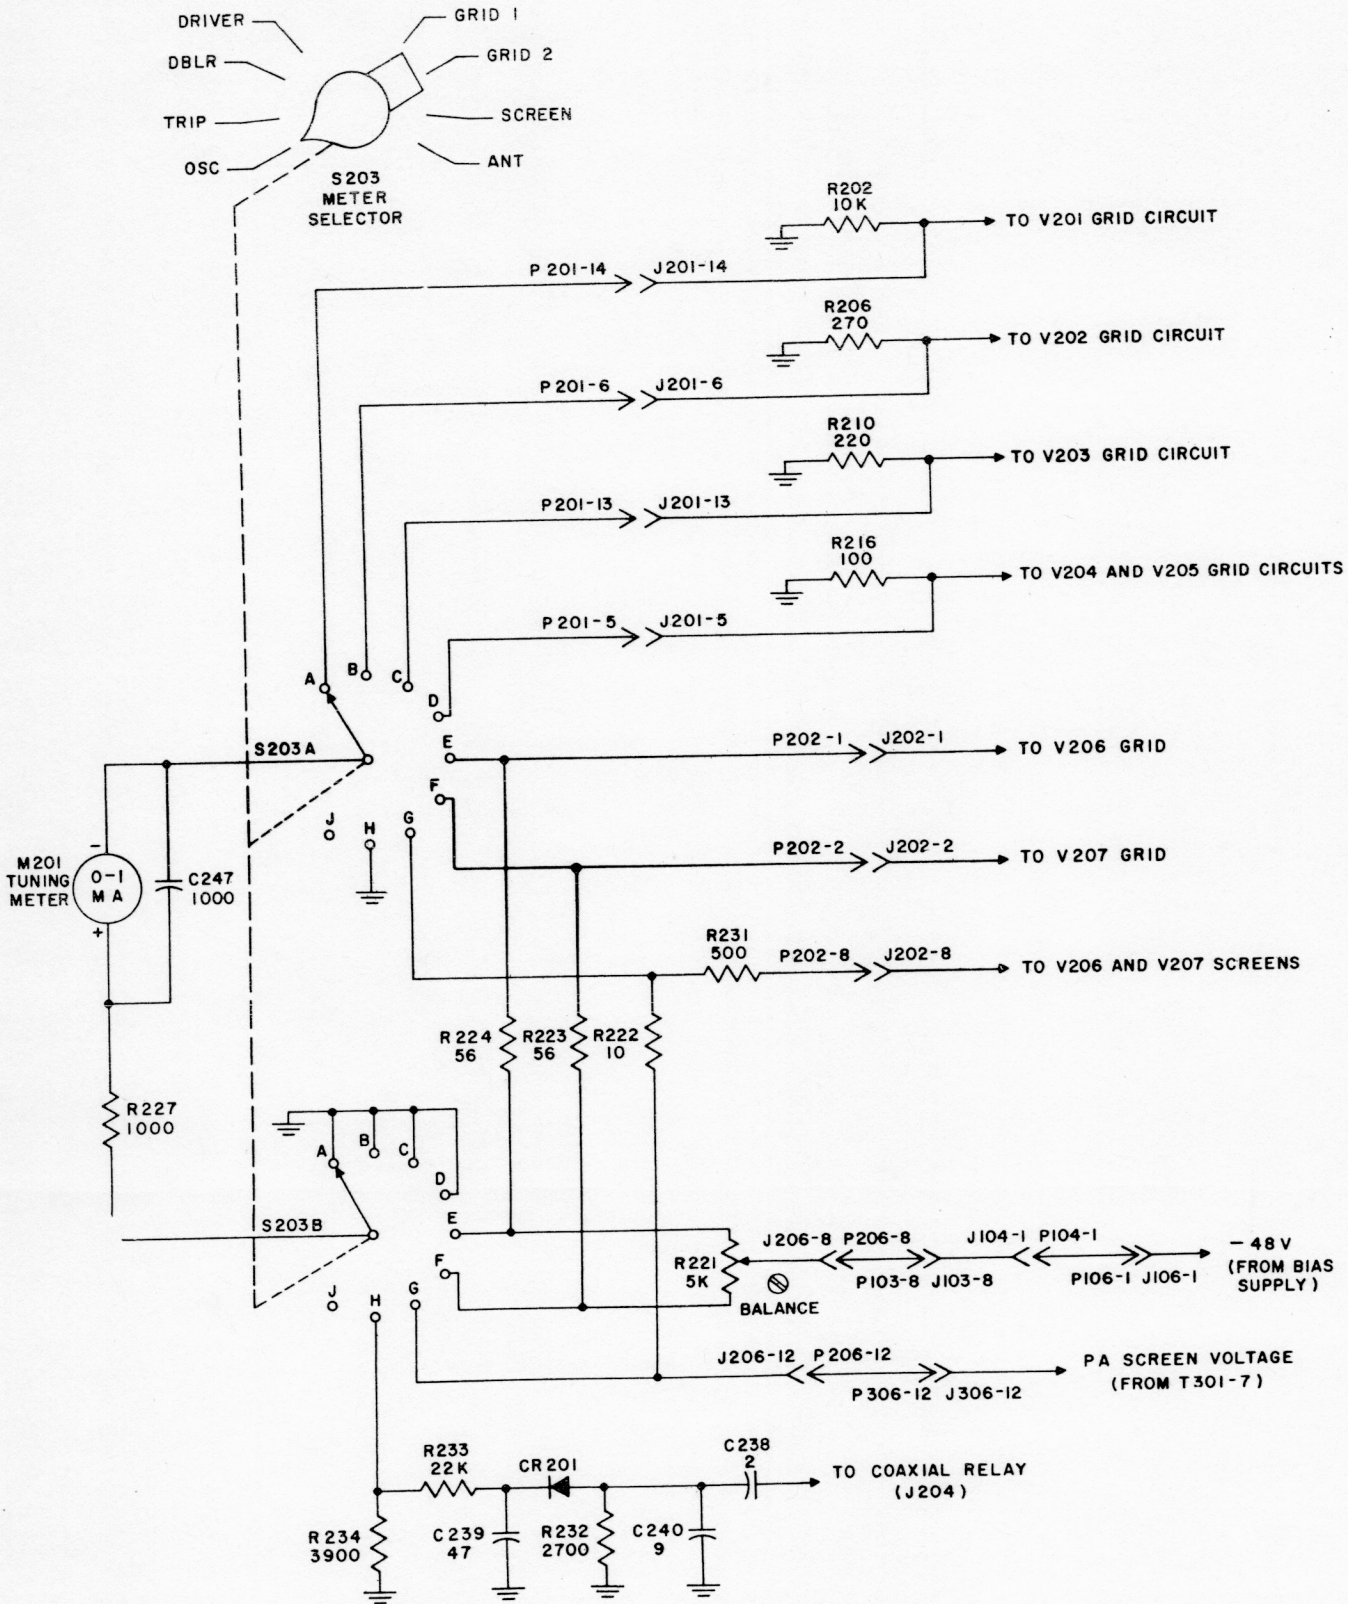 DRIVER
GRID 1
DBLR
GRID 2
TRIP
SCREEN
OSC
ANT
S203
METER
SELECTOR
R202
10K
TO V201 GRID CIRCUIT
P201-14
J201-14
R206
270
TO V202 GRID CIRCUIT
P201-6
J201-6
R210
220
TO V203 GRID CIRCUIT
P201-13
J201-13
R216
100
TO V204 AND V205 GRID CIRCUITS
P201-5
J201-5
A
B
C
D
E
F
G
H
J
S203A
P202-1
J202-1
TO V206 GRID
P202-2
J202-2
TO V207 GRID
M201
TUNING
METER
-
0-1
MA
+
C247
1000
R231
500
P202-8
J202-8
TO V206 AND V207 SCREENS
R224
56
R223
56
R222
10
R227
1000
A
B
C
D
E
F
G
H
J
S203B
R221
5K
BALANCE
J206-8
P206-8
P103-8
J103-8
J104-1
P104-1
P106-1
J106-1
-48V
(FROM BIAS
SUPPLY)
J206-12
P206-12
P306-12
J306-12
PA SCREEN VOLTAGE
(FROM T301-7)
R233
22K
CR201
C238
2
TO COAXIAL RELAY
(J204)
R234
3900
C239
47
R232
2700
C240
9